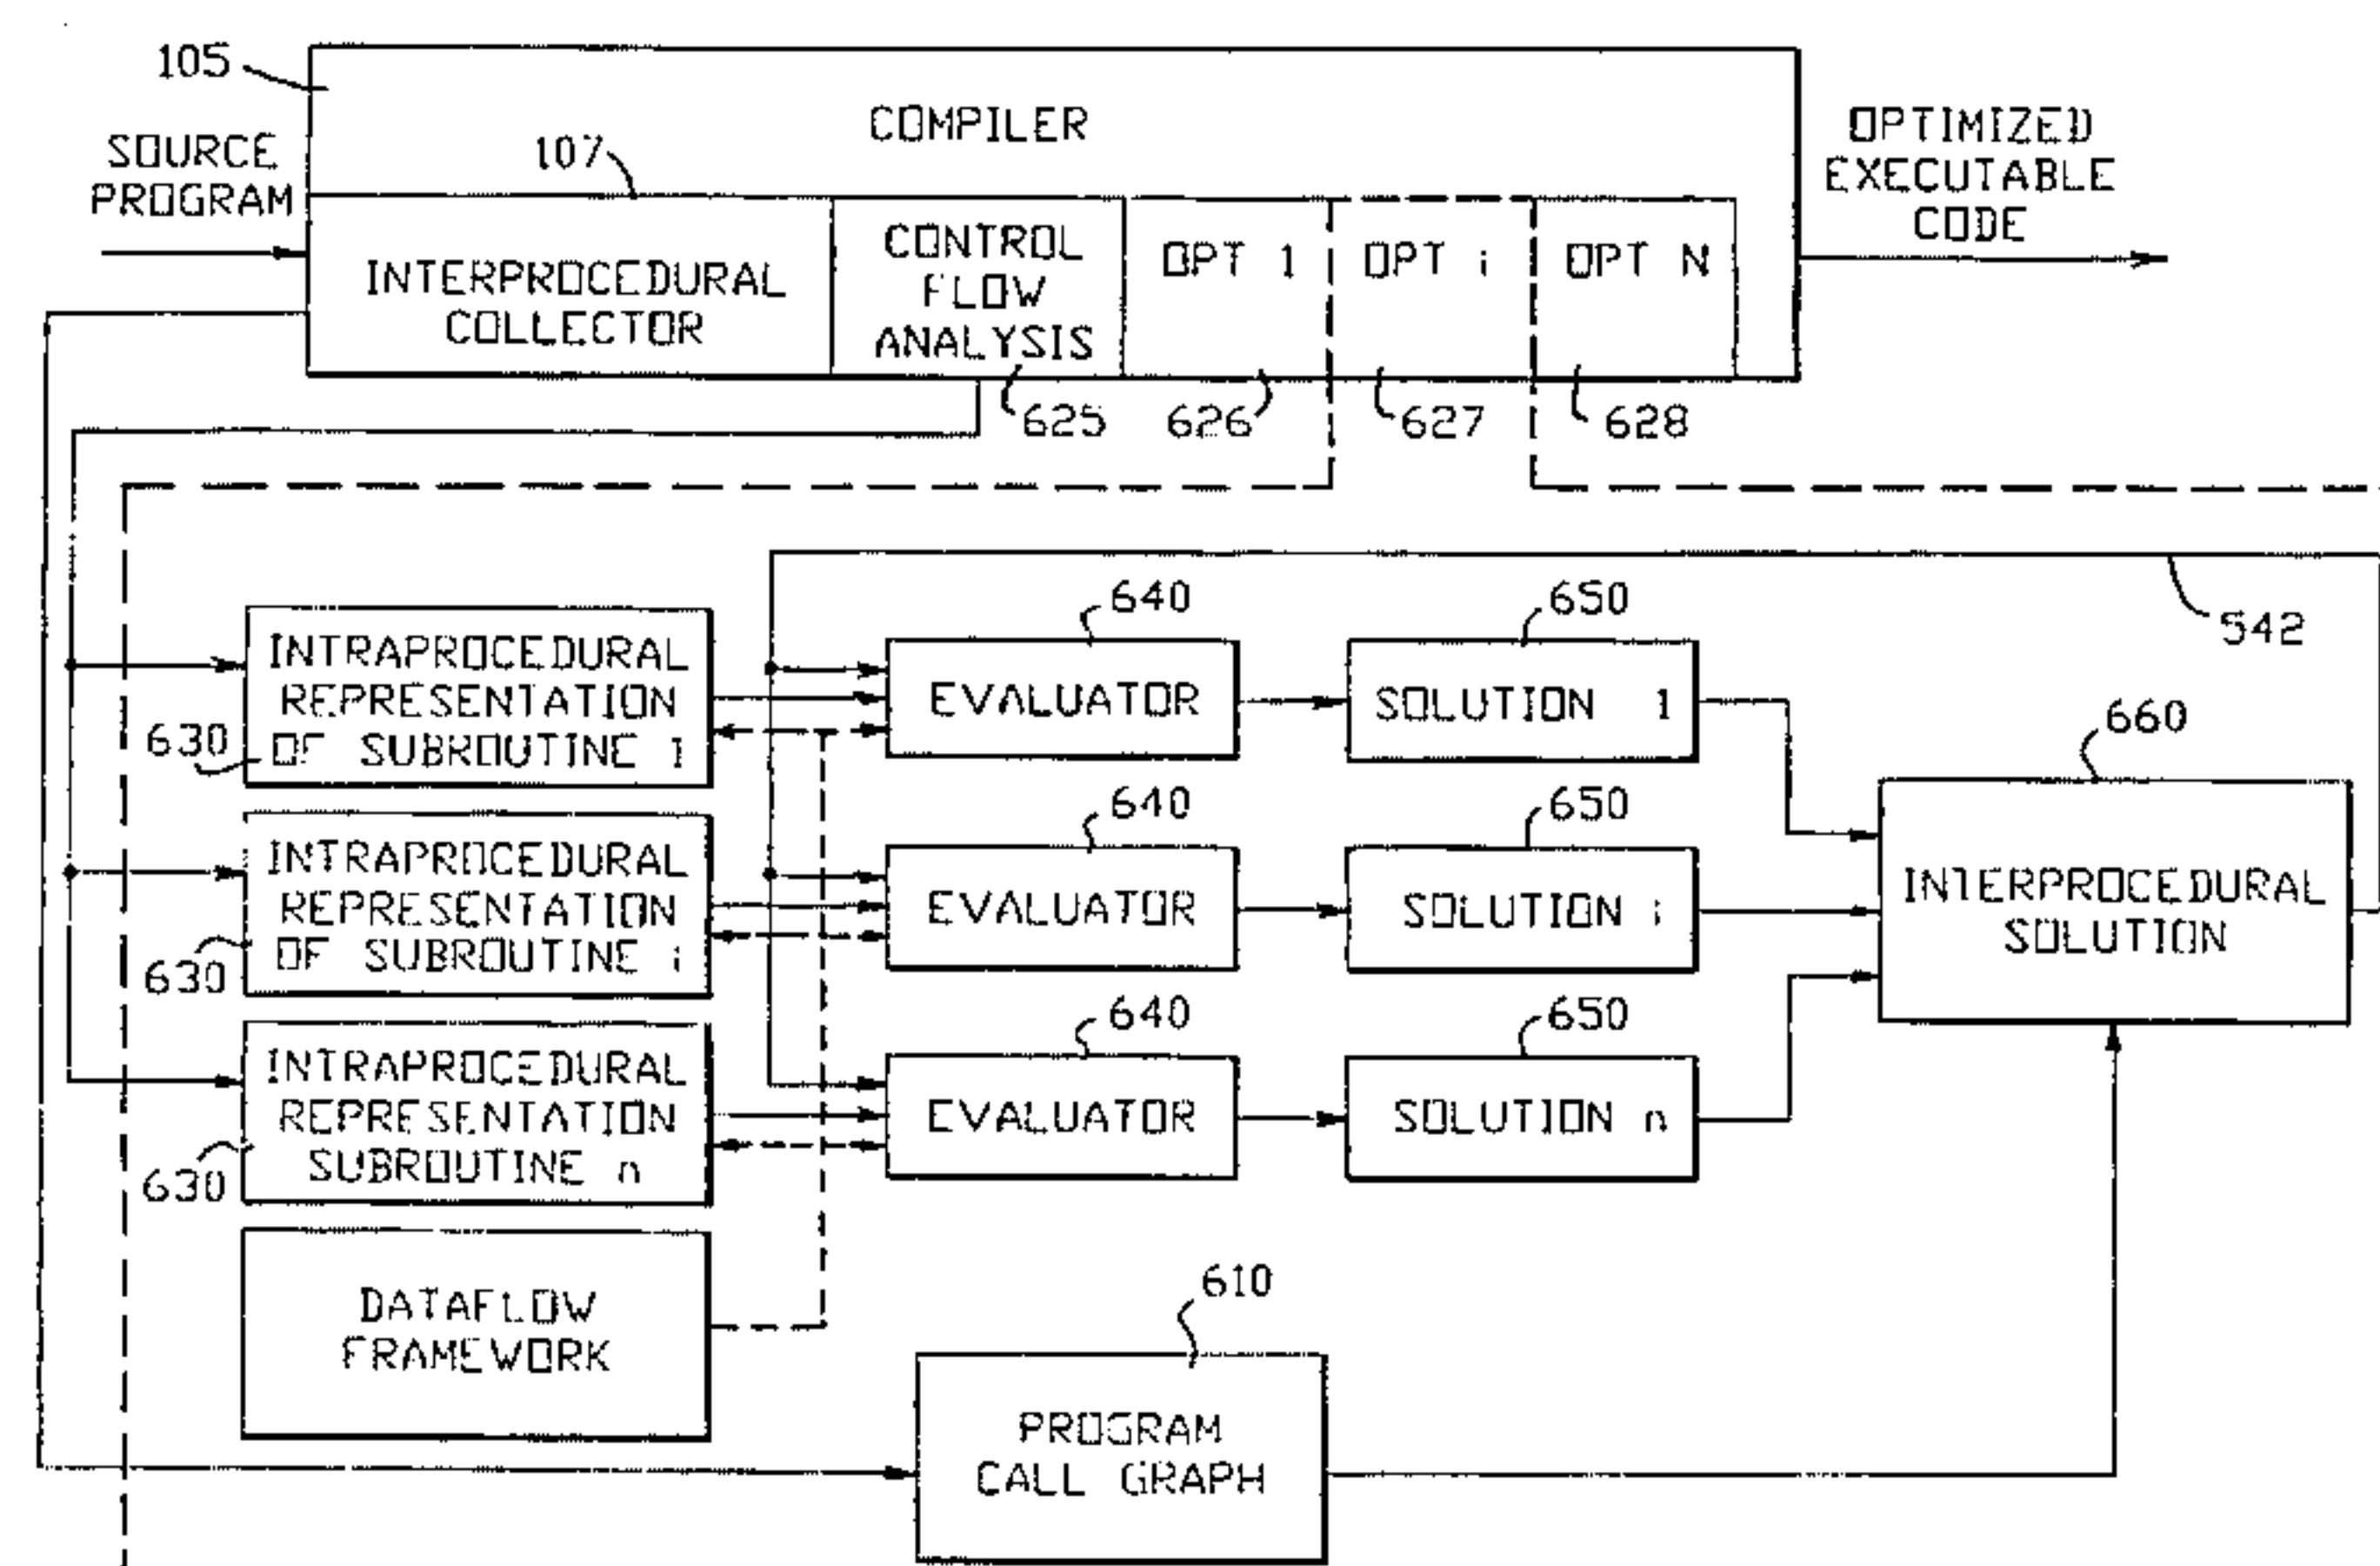 105
COMPILER
SOURCE
PROGRAM
107
OPTIMIZED
EXECUTABLE
CODE
INTERPROCEDURAL
COLLECTOR
CONTROL
FLOW
ANALYSIS
OPT 1
OPT i
OPT N
625
626
627
628
542
INTRAPROCEDURAL
REPRESENTATION
OF SUBROUTINE 1
630
640
EVALUATOR
650
SOLUTION 1
660
INTERPROCEDURAL
SOLUTION
INTRAPROCEDURAL
REPRESENTATION
OF SUBROUTINE i
630
640
EVALUATOR
650
SOLUTION i
INTRAPROCEDURAL
REPRESENTATION
SUBROUTINE n
630
640
EVALUATOR
650
SOLUTION n
DATAFLOW
FRAMEWORK
610
PROGRAM
CALL GRAPH